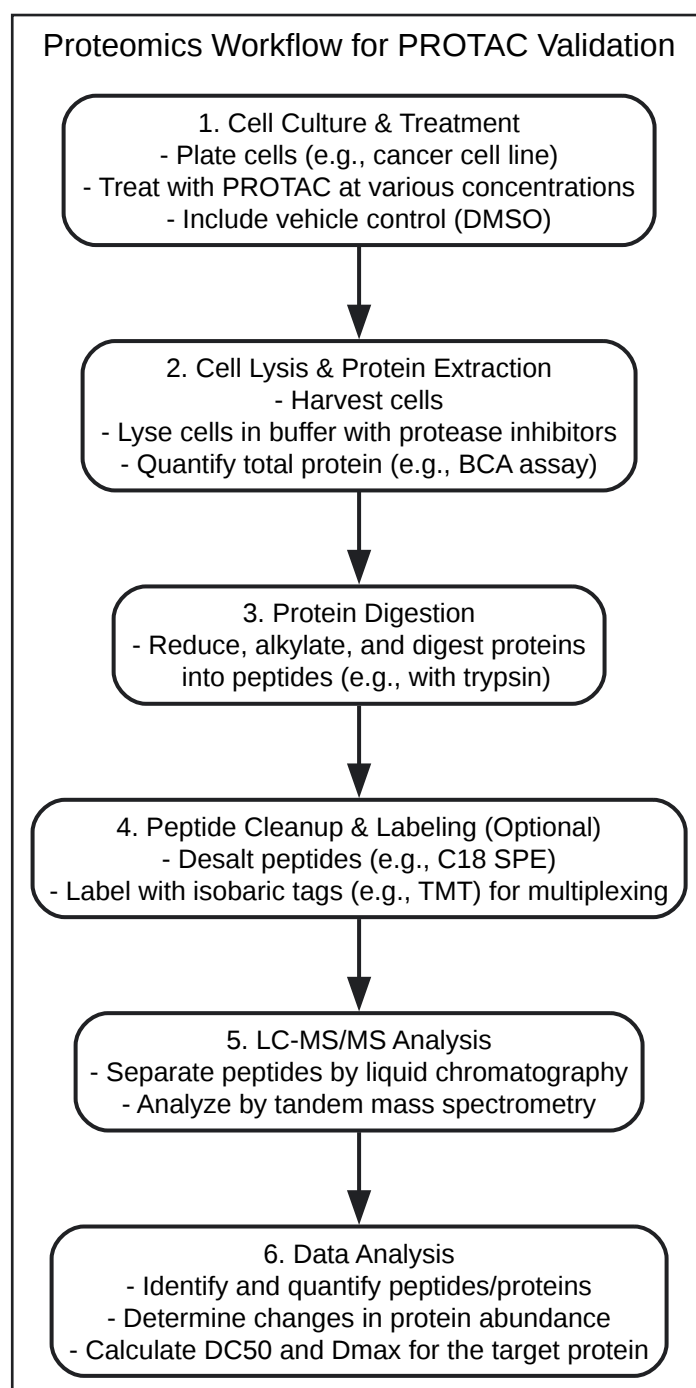 Proteomics Workflow for PROTAC Validation
1. Cell Culture & Treatment
- Plate cells (e.g., cancer cell line)
- Treat with PROTAC at various concentrations
- Include vehicle control (DMSO)
2. Cell Lysis & Protein Extraction
- Harvest cells
- Lyse cells in buffer with protease inhibitors
- Quantify total protein (e.g., BCA assay)
3. Protein Digestion
- Reduce, alkylate, and digest proteins
into peptides (e.g., with trypsin)
4. Peptide Cleanup & Labeling (Optional)
- Desalt peptides (e.g., C18 SPE)
- Label with isobaric tags (e.g., TMT) for multiplexing
5. LC-MS/MS Analysis
- Separate peptides by liquid chromatography
- Analyze by tandem mass spectrometry
6. Data Analysis
- Identify and quantify peptides/proteins
- Determine changes in protein abundance
- Calculate DC50 and Dmax for the target protein